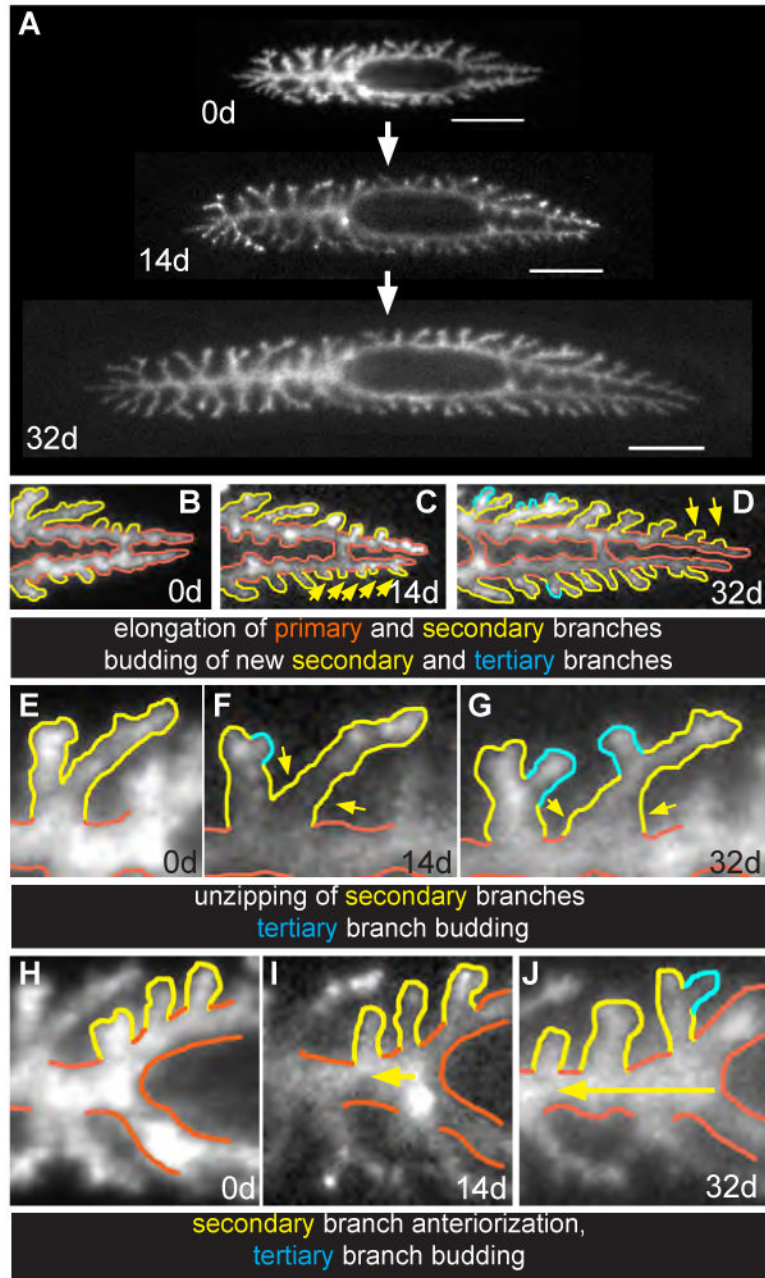 A
0d
14d
32d
B
0d
C
14d
D
32d
elongation of primary and secondary branches
budding of new secondary and tertiary branches
E
0d
F
14d
G
32d
unzipping of secondary branches
tertiary branch budding
H
0d
I
14d
J
32d
secondary branch anteriorization,
tertiary branch budding